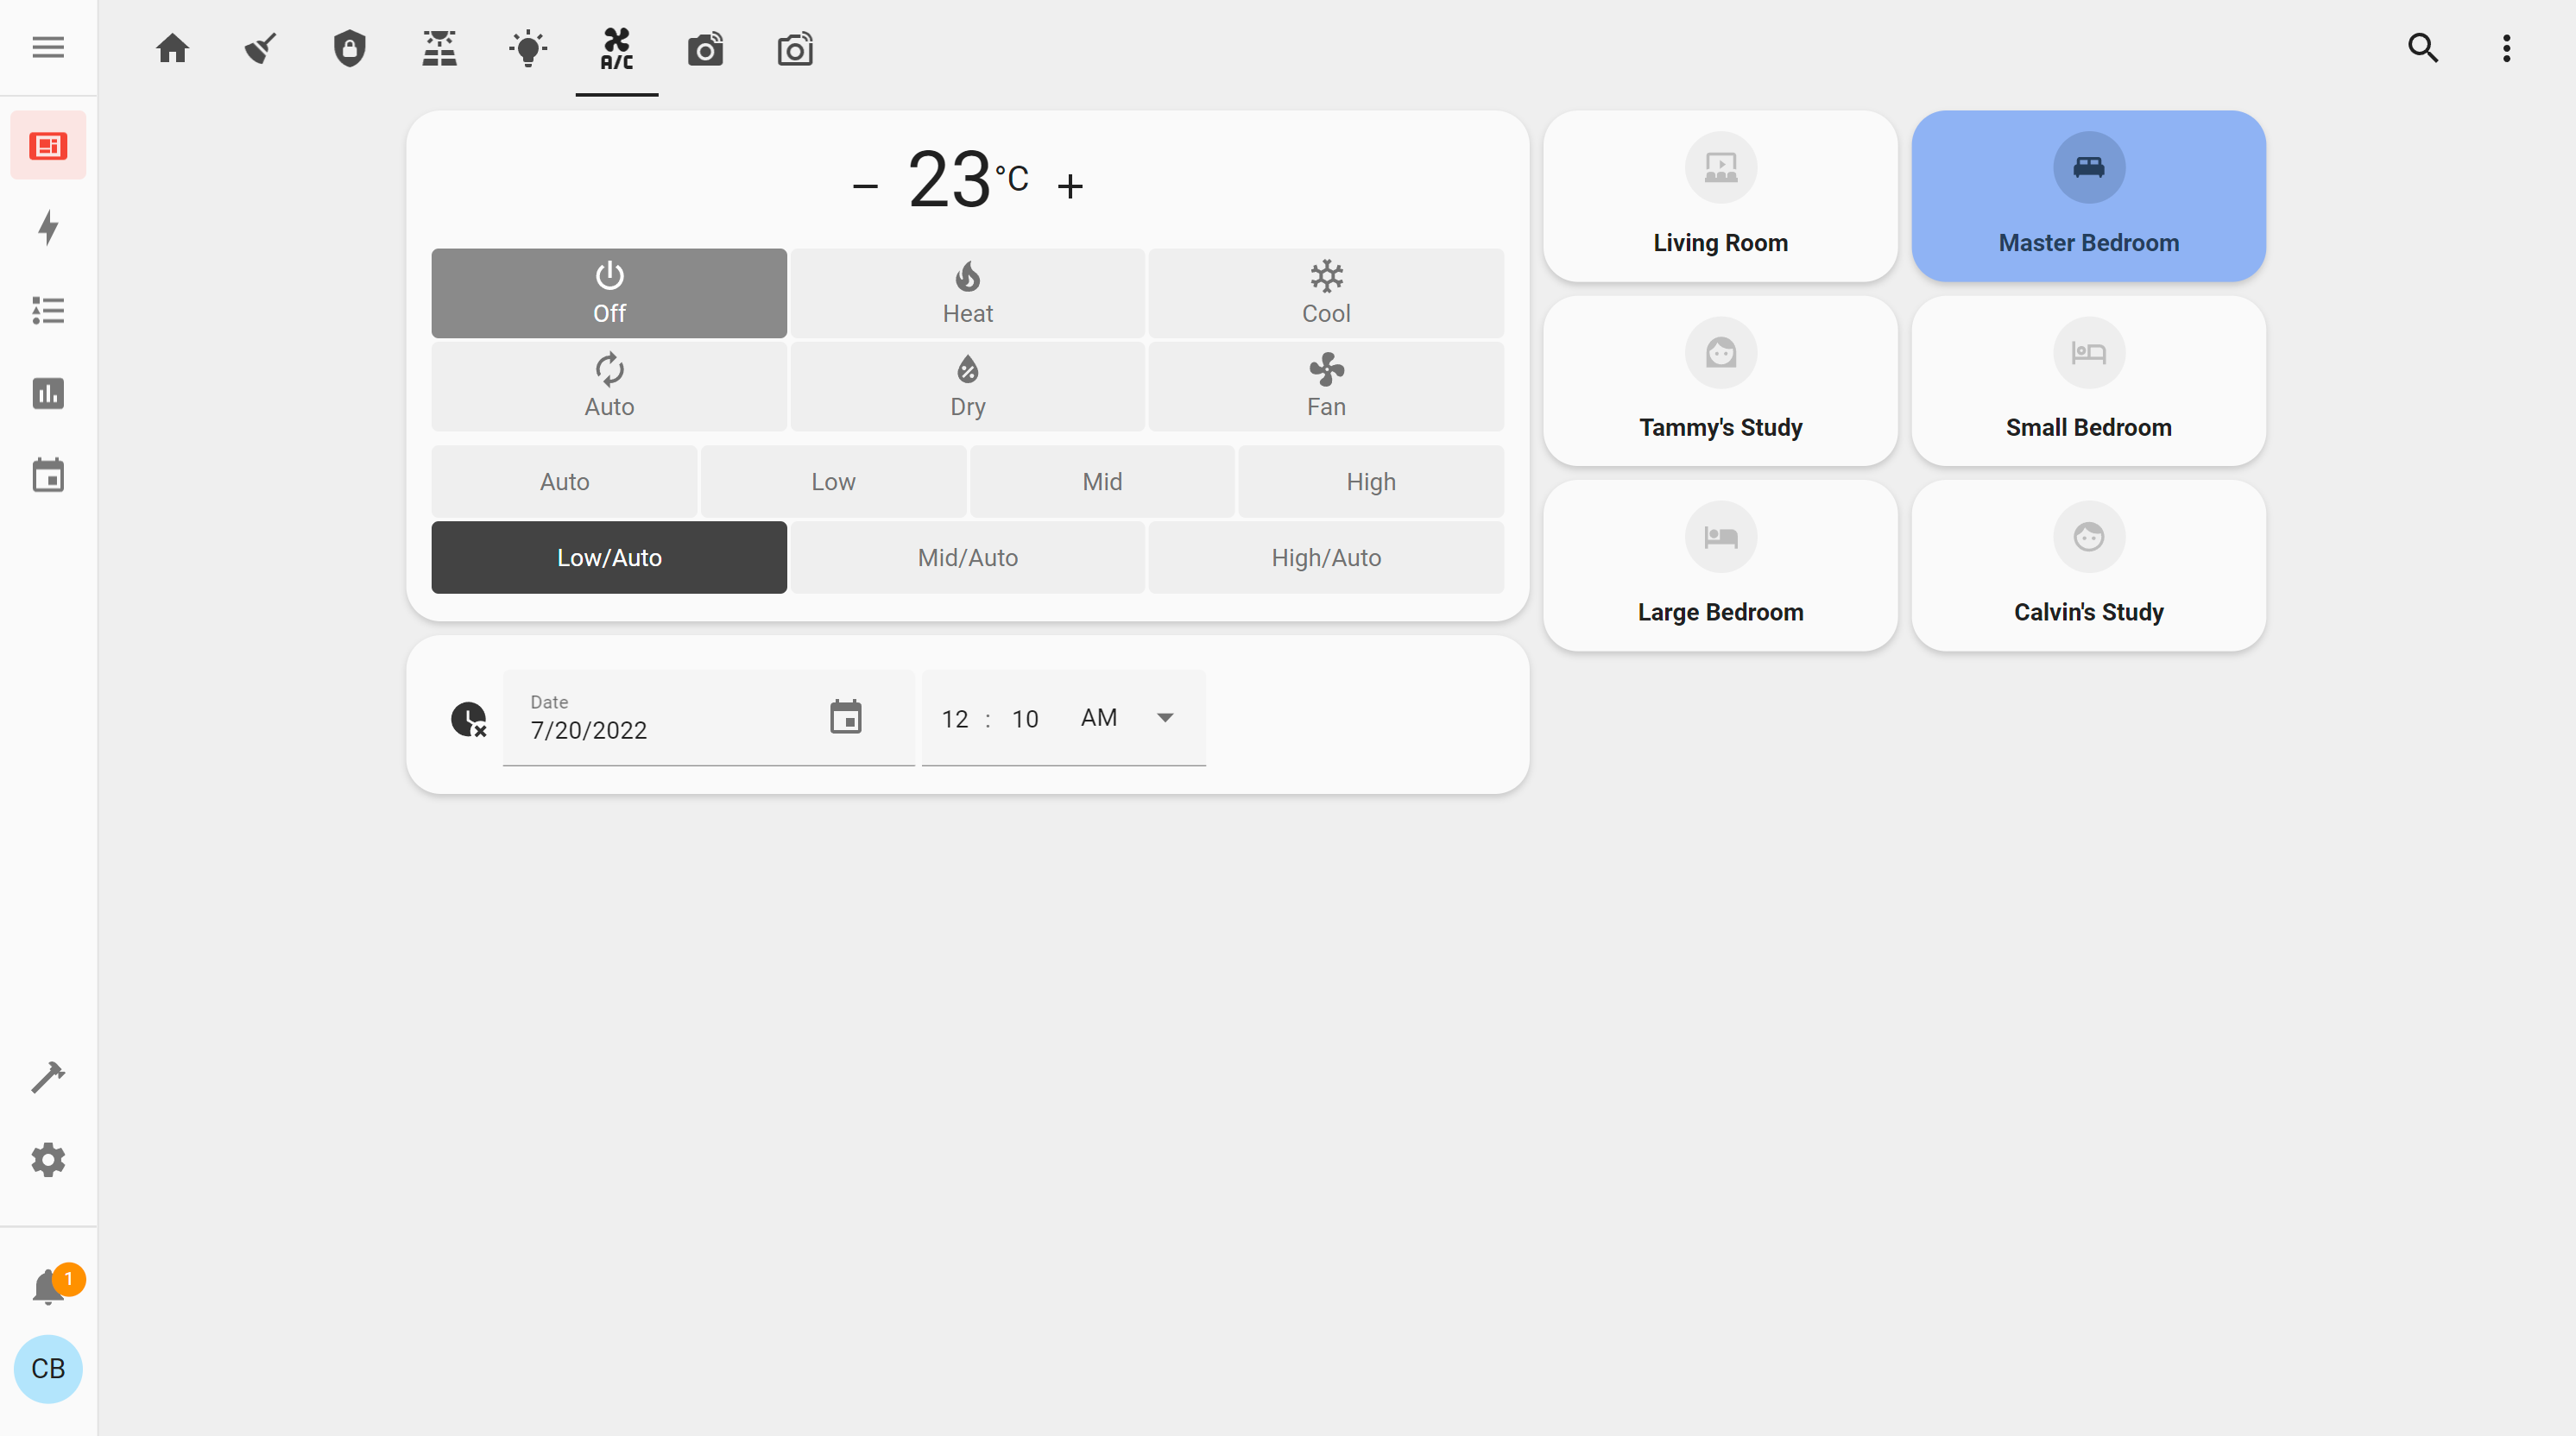 A/C
– 23 °C +
Off
Heat
Cool
Auto
Dry
Fan
Auto
Low
Mid
High
Low/Auto
Mid/Auto
High/Auto
Date
7/20/2022
12 : 10 AM
Living Room
Master Bedroom
Tammy's Study
Small Bedroom
Large Bedroom
Calvin's Study
1
CB